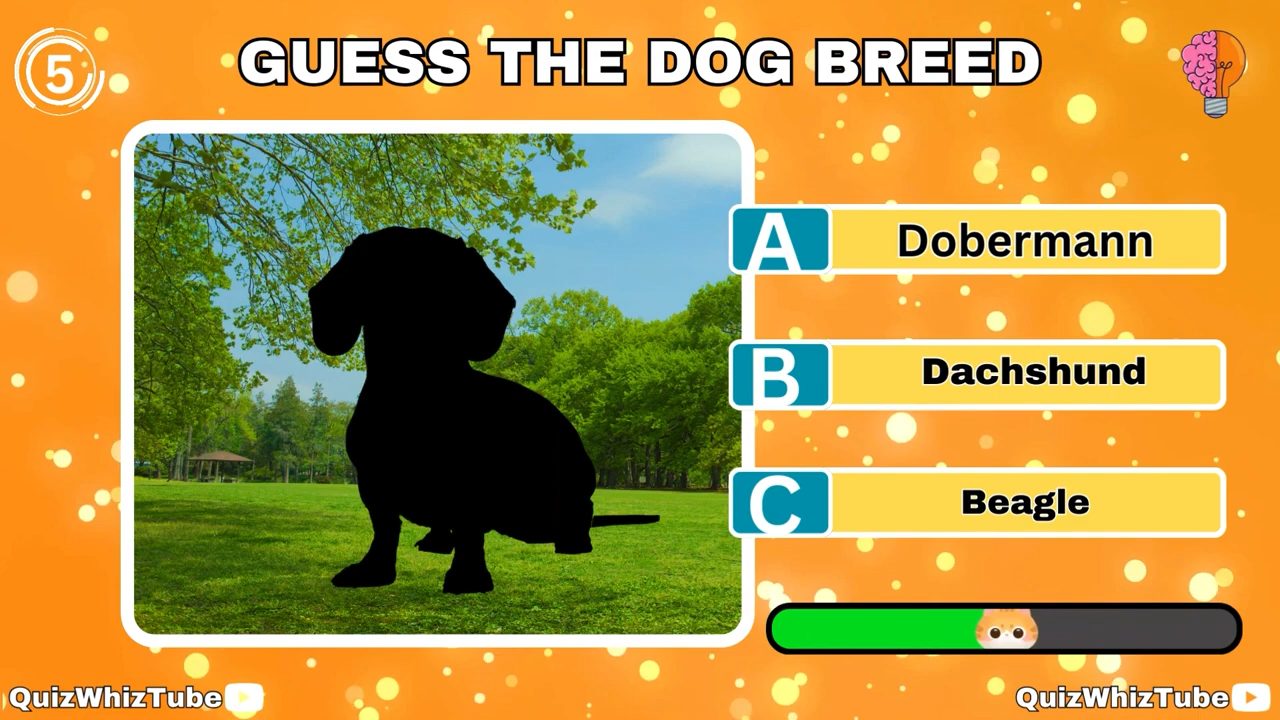 5
GUESS THE DOG BREED
A Dobermann
B Dachshund
C Beagle
QuizWhizTube
QuizWhizTube